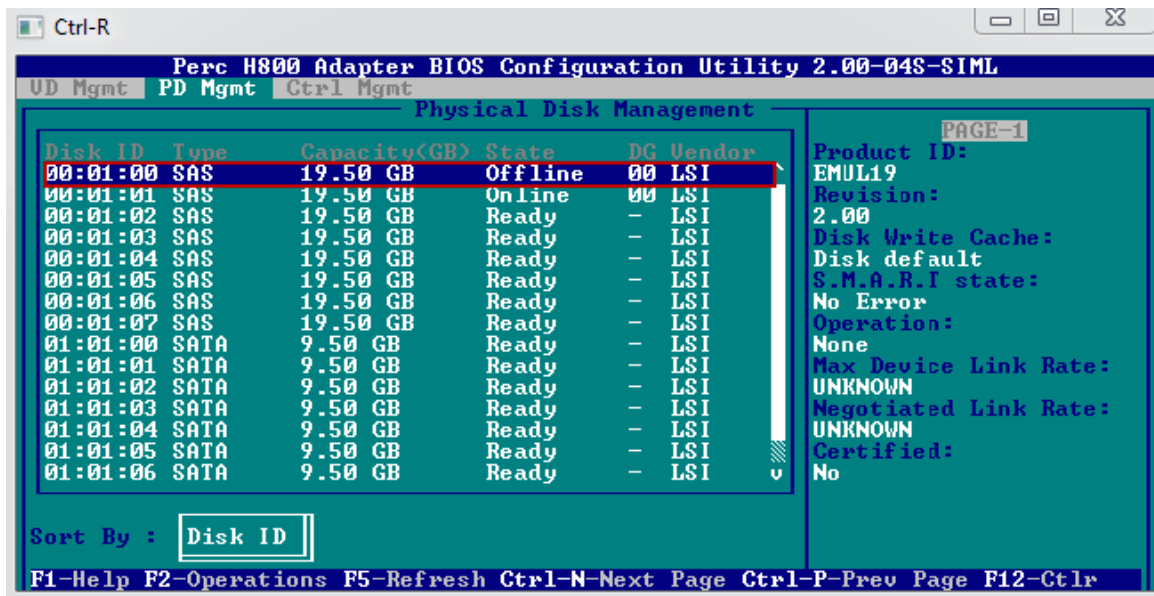 Ctrl-R
Perc H800 Adapter BIOS Configuration Utility 2.00-04S-SIML
VD Mgmt PD Mgmt Ctrl Mgmt
Physical Disk Management
Disk ID Type Capacity(GB) State DG Vendor
00:01:00 SAS 19.50 GB Offline 00 LSI
00:01:01 SAS 19.50 GB Online 00 LSI
00:01:02 SAS 19.50 GB Ready - LSI
00:01:03 SAS 19.50 GB Ready - LSI
00:01:04 SAS 19.50 GB Ready - LSI
00:01:05 SAS 19.50 GB Ready - LSI
00:01:06 SAS 19.50 GB Ready - LSI
00:01:07 SAS 19.50 GB Ready - LSI
01:01:00 SATA 9.50 GB Ready - LSI
01:01:01 SATA 9.50 GB Ready - LSI
01:01:02 SATA 9.50 GB Ready - LSI
01:01:03 SATA 9.50 GB Ready - LSI
01:01:04 SATA 9.50 GB Ready - LSI
01:01:05 SATA 9.50 GB Ready - LSI
01:01:06 SATA 9.50 GB Ready - LSI
Sort By : Disk ID
PAGE-1
Product ID:
EMUL19
Revision:
2.00
Disk Write Cache:
Disk default
S.M.A.R.T state:
No Error
Operation:
None
Max Device Link Rate:
UNKNOWN
Negotiated Link Rate:
UNKNOWN
Certified:
No
F1-Help F2-Operations F5-Refresh Ctrl-N-Next Page Ctrl-P-Prev Page F12-Ctlr